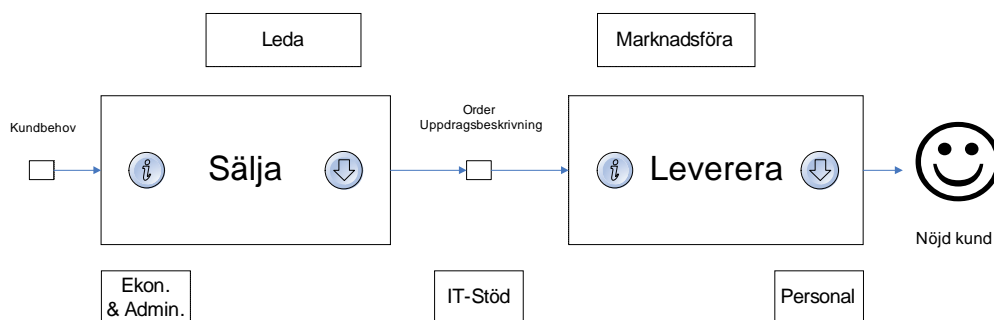 Leda
Marknadsföra
Kundbehov
Order
Uppdragsbeskrivning
i
Sälja
i
Leverera
Nöjd kund
Ekon.
& Admin.
IT-Stöd
Personal